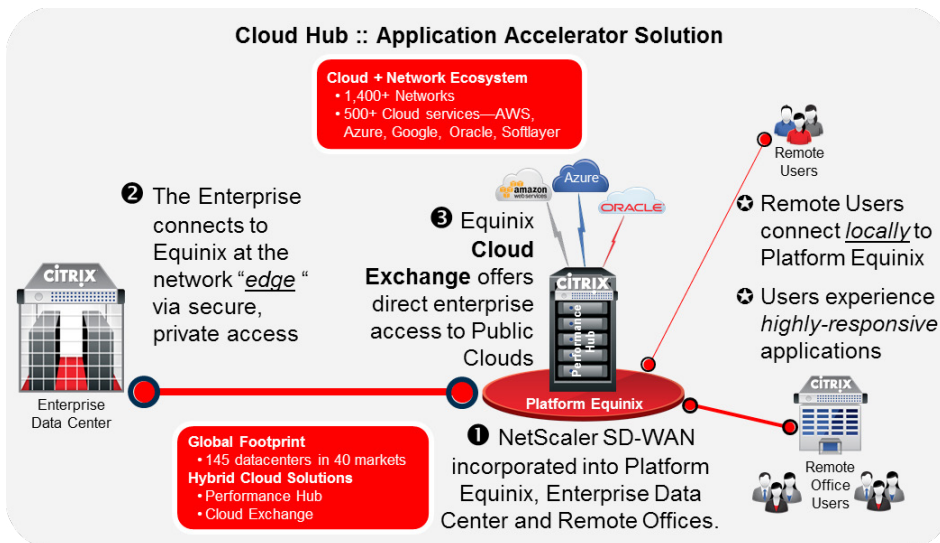 Cloud Hub :: Application Accelerator Solution
Cloud + Network Ecosystem
• 1,400+ Networks
• 500+ Cloud services—AWS,
Azure, Google, Oracle, Softlayer
Remote
Users
amazon
webservices
Azure
ORACLE
❷ The Enterprise
connects to
Equinix at the
network “edge “
via secure,
private access
❸ Equinix
Cloud
Exchange offers
direct enterprise
access to Public
Clouds
✪ Remote Users
connect locally to
Platform Equinix
✪ Users experience
highly-responsive
applications
CITRIX
Enterprise
Data Center
CITRIX
Performance
Hub
Platform Equinix
CITRIX
Remote
Office
Users
Global Footprint
• 145 datacenters in 40 markets
Hybrid Cloud Solutions
• Performance Hub
• Cloud Exchange
❶ NetScaler SD-WAN
incorporated into Platform
Equinix, Enterprise Data
Center and Remote Offices.